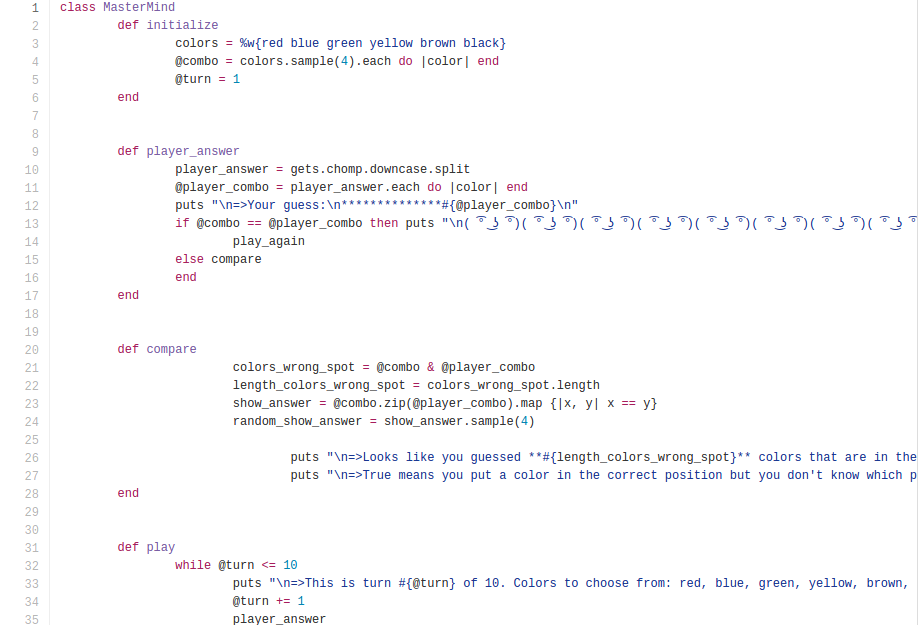 1 class MasterMind
2 def initialize
3 colors = %w{red blue green yellow brown black}
4 @combo = colors.sample(4).each do |color| end
5 @turn = 1
6 end
7
8
9 def player_answer
10 player_answer = gets.chomp.downcase.split
11 @player_combo = player_answer.each do |color| end
12 puts "\n=>Your guess:\n**************#{@player_combo}\n"
13 if @combo == @player_combo then puts "\n( ͡° ͜ʖ ͡°)( ͡° ͜ʖ ͡°)( ͡° ͜ʖ ͡°)( ͡° ͜ʖ ͡°)( ͡° ͜ʖ ͡°)( ͡° ͜ʖ ͡°)( ͡° ͜ʖ ͡°)( ͡° ͜ʖ ͡°
14 play_again
15 else compare
16 end
17 end
18
19
20 def compare
21 colors_wrong_spot = @combo & @player_combo
22 length_colors_wrong_spot = colors_wrong_spot.length
23 show_answer = @combo.zip(@player_combo).map {|x, y| x == y}
24 random_show_answer = show_answer.sample(4)
25
26 puts "\n=>Looks like you guessed **#{length_colors_wrong_spot}** colors that are in the
27 puts "\n=>True means you put a color in the correct position but you don't know which p
28 end
29
30
31 def play
32 while @turn <= 10
33 puts "\n=>This is turn #{@turn} of 10. Colors to choose from: red, blue, green, yellow, brown,
34 @turn += 1
35 player_answer